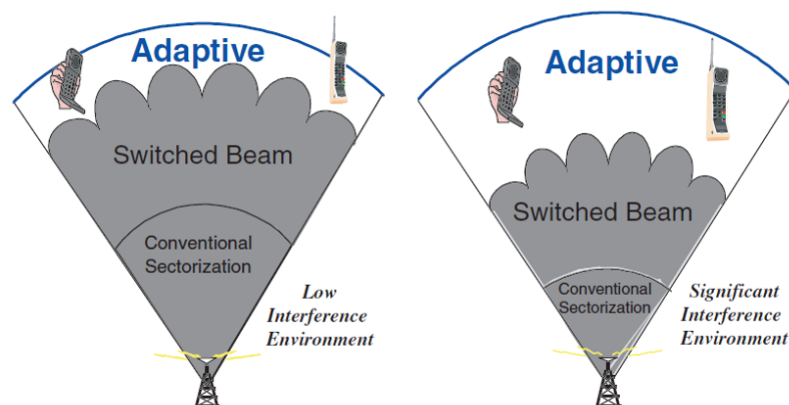 Adaptive
Switched Beam
Conventional
Sectorization
Low
Interference
Environment
Adaptive
Switched Beam
Conventional
Sectorization
Significant
Interference
Environment